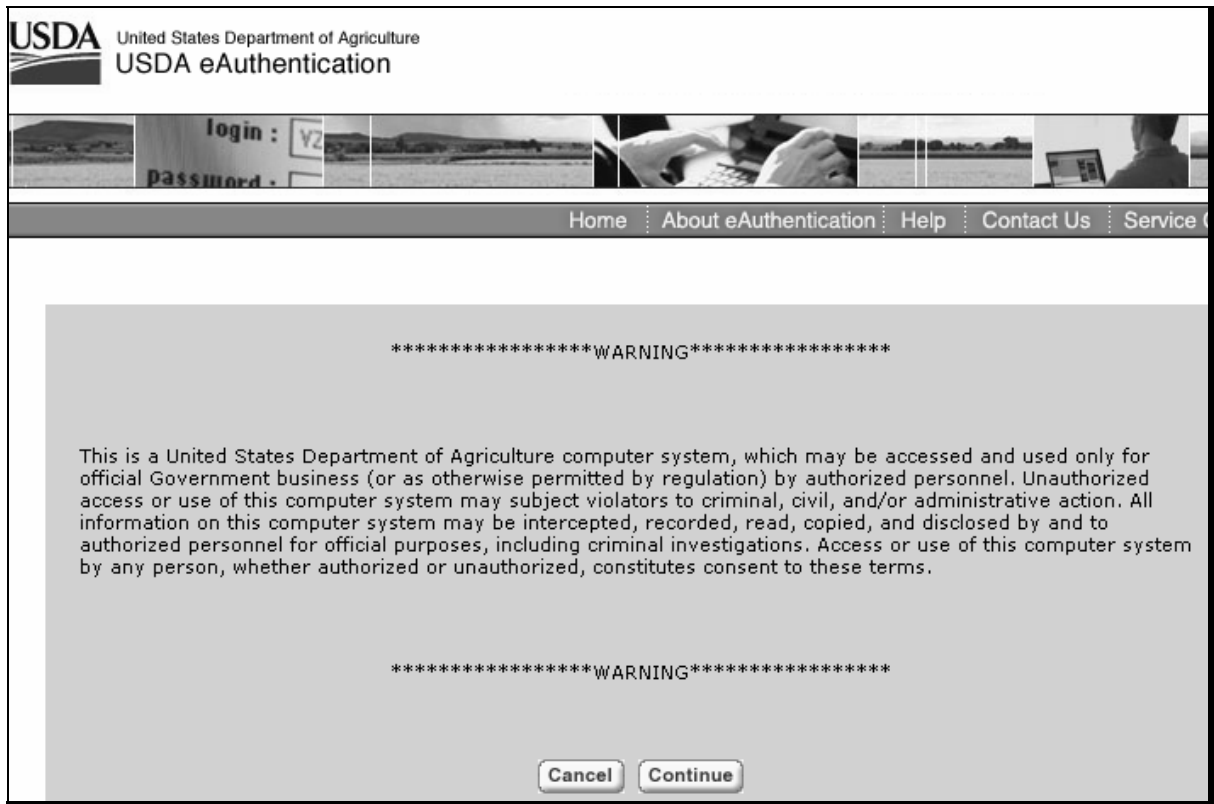 USDA
United States Department of Agriculture
USDA eAuthentication
login :
password :
Home About eAuthentication Help Contact Us Service
*****************WARNING*****************
This is a United States Department of Agriculture computer system, which may be accessed and used only for
official Government business (or as otherwise permitted by regulation) by authorized personnel. Unauthorized
access or use of this computer system may subject violators to criminal, civil, and/or administrative action. All
information on this computer system may be intercepted, recorded, read, copied, and disclosed by and to
authorized personnel for official purposes, including criminal investigations. Access or use of this computer system
by any person, whether authorized or unauthorized, constitutes consent to these terms.
*****************WARNING*****************
Cancel Continue